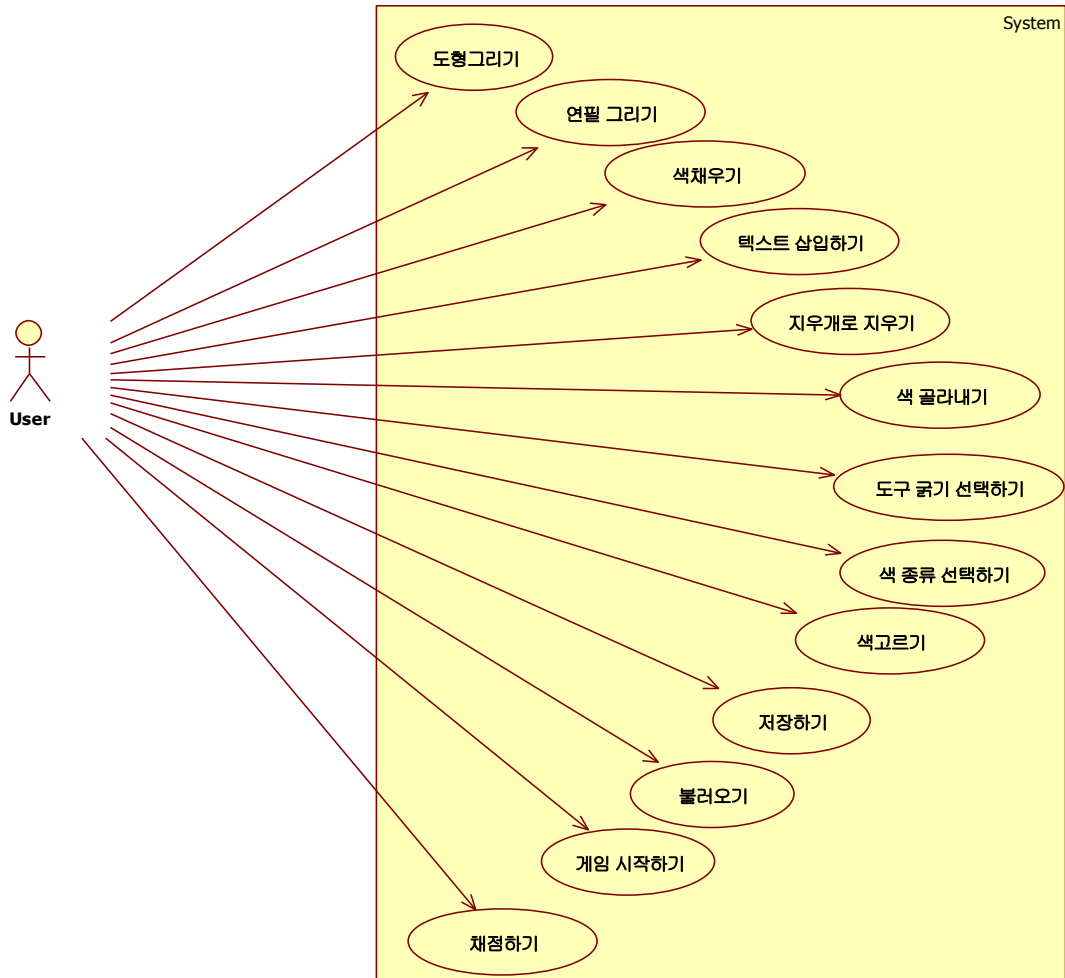 System
도형그리기
연필 그리기
색채우기
텍스트 삽입하기
지우개로 지우기
색 골라내기
User
도구 굵기 선택하기
색 종류 선택하기
색고르기
저장하기
불러오기
게임 시작하기
채점하기